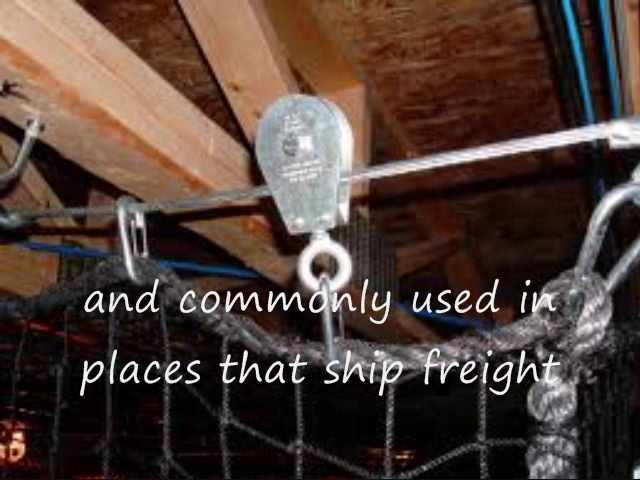 and commonly used in
places that ship freight